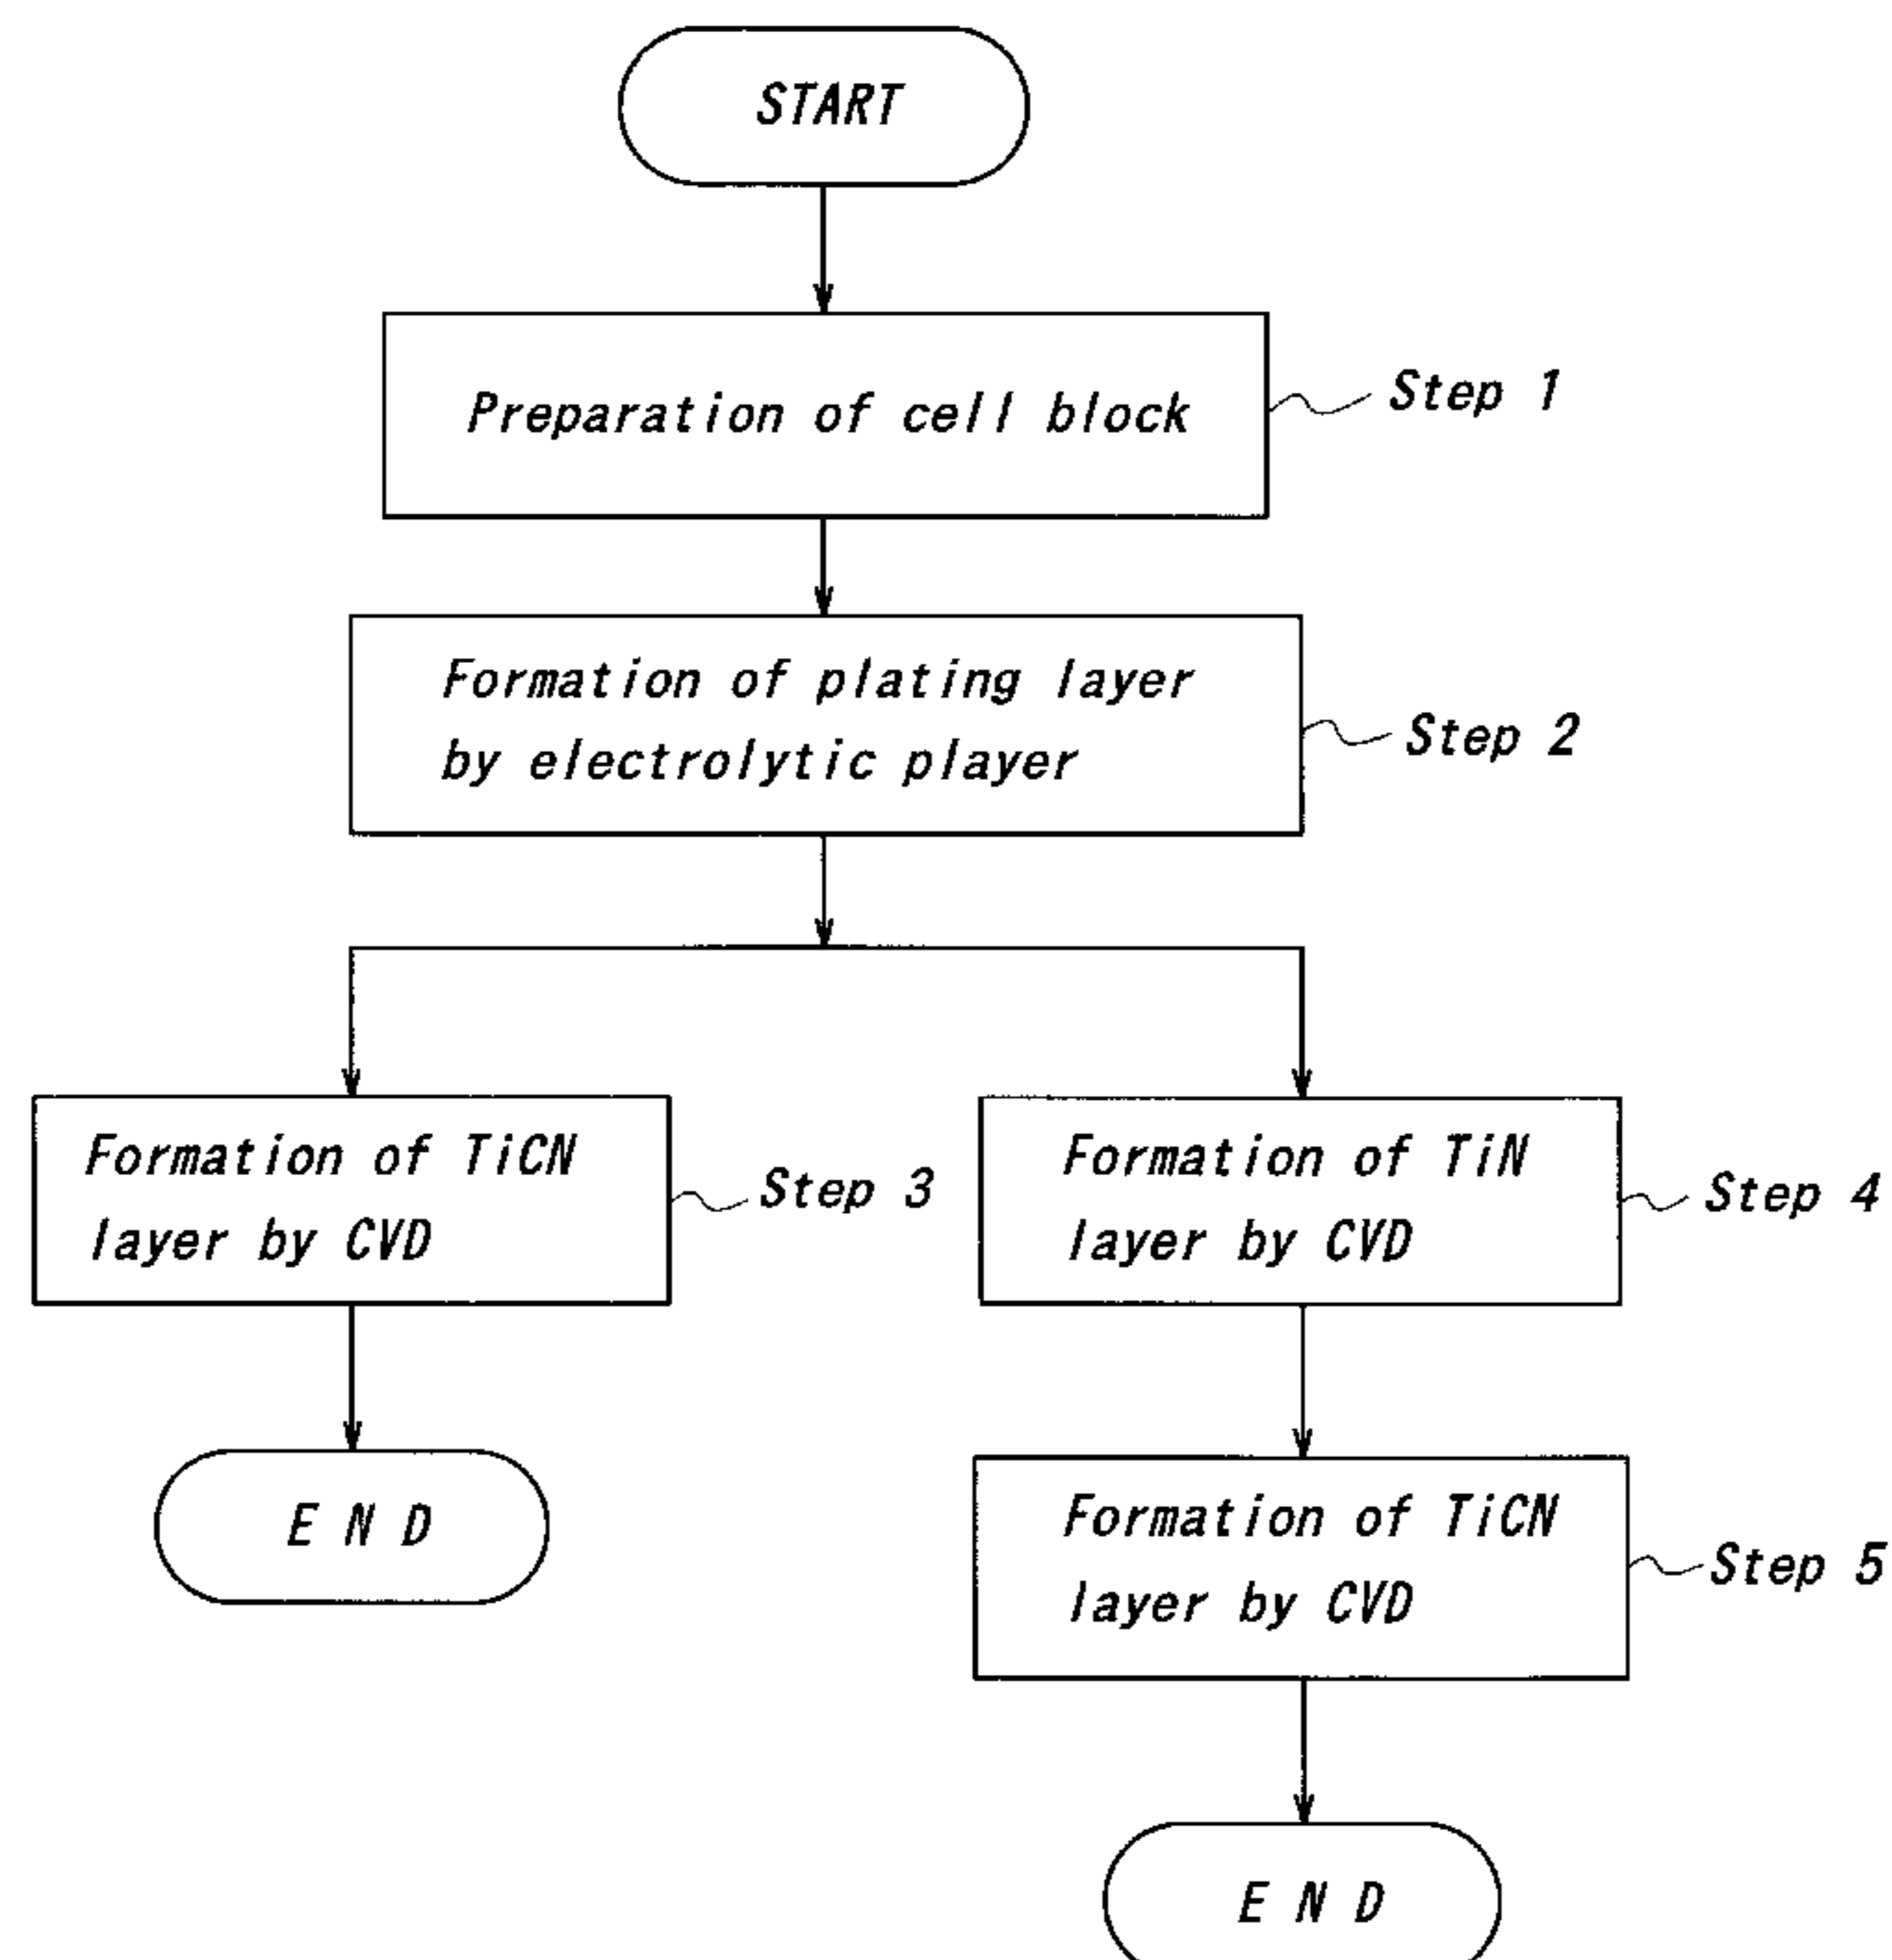 START
Preparation of cell block
Step 1
Formation of plating layer
by electrolytic player
Step 2
Formation of TiCN
layer by CVD
Step 3
Formation of TiN
layer by CVD
Step 4
END
Formation of TiCN
layer by CVD
Step 5
END